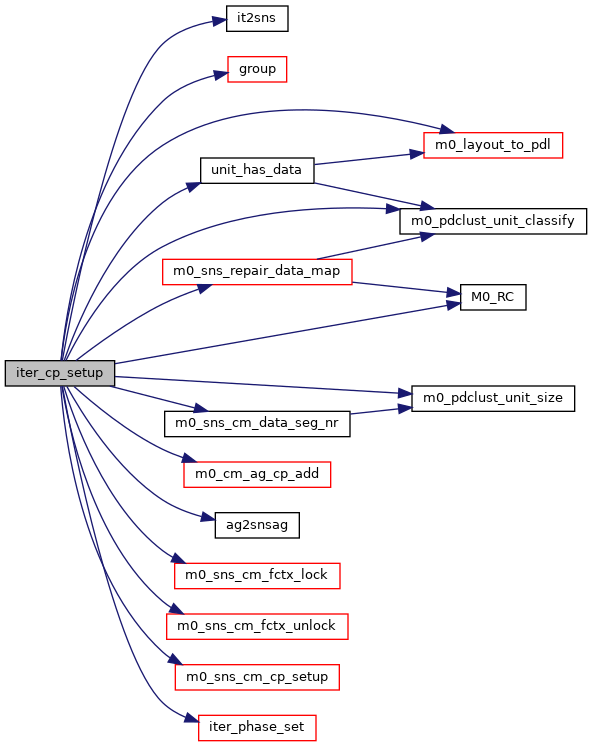 it2sns
group
m0_layout_to_pdl
unit_has_data
m0_pdclust_unit_classify
m0_sns_repair_data_map
M0_RC
iter_cp_setup
m0_pdclust_unit_size
m0_sns_cm_data_seg_nr
m0_cm_ag_cp_add
ag2snsag
m0_sns_cm_fctx_lock
m0_sns_cm_fctx_unlock
m0_sns_cm_cp_setup
iter_phase_set